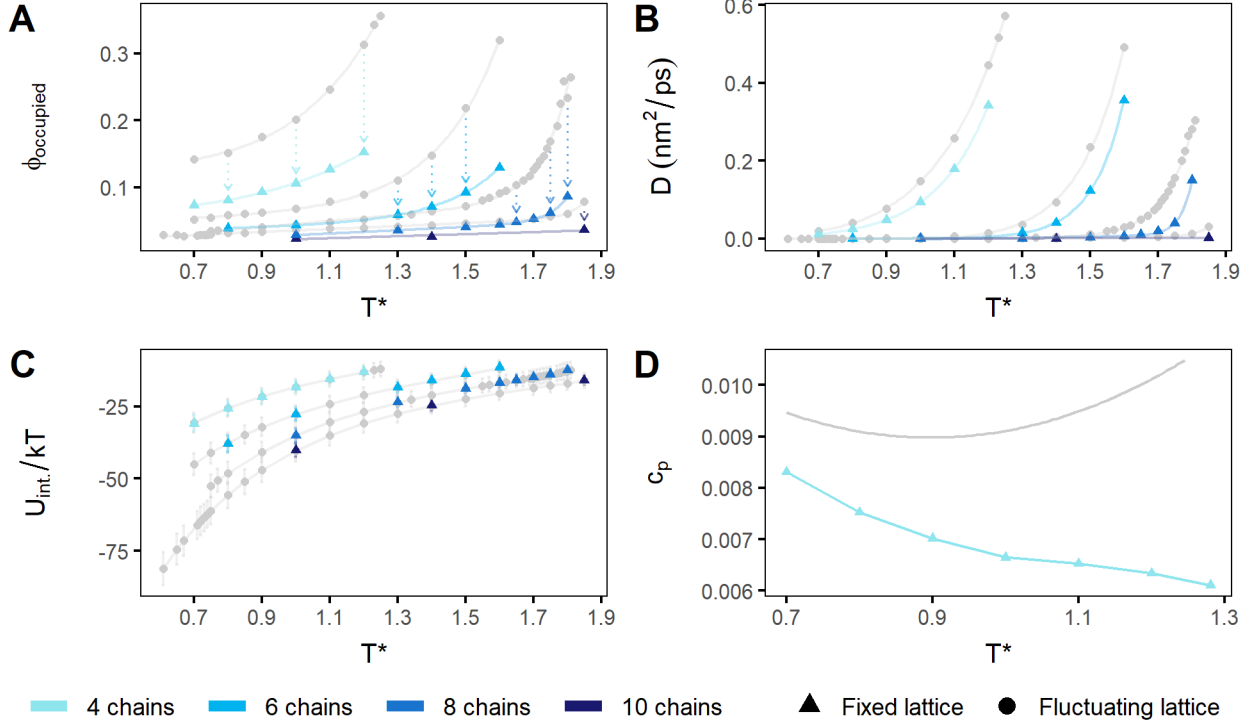 A
ϕoccupied
0.3
0.2
0.1
0.7 0.9 1.1 1.3 1.5 1.7 1.9
T*
B
D (nm²/ps)
0.6
0.4
0.2
0.0
0.7 0.9 1.1 1.3 1.5 1.7 1.9
T*
C
Uint./kT
-25
-50
-75
0.7 0.9 1.1 1.3 1.5 1.7 1.9
T*
D
cp
0.010
0.009
0.008
0.007
0.006
0.7 0.9 1.1 1.3
T*
4 chains 6 chains 8 chains 10 chains Fixed lattice Fluctuating lattice